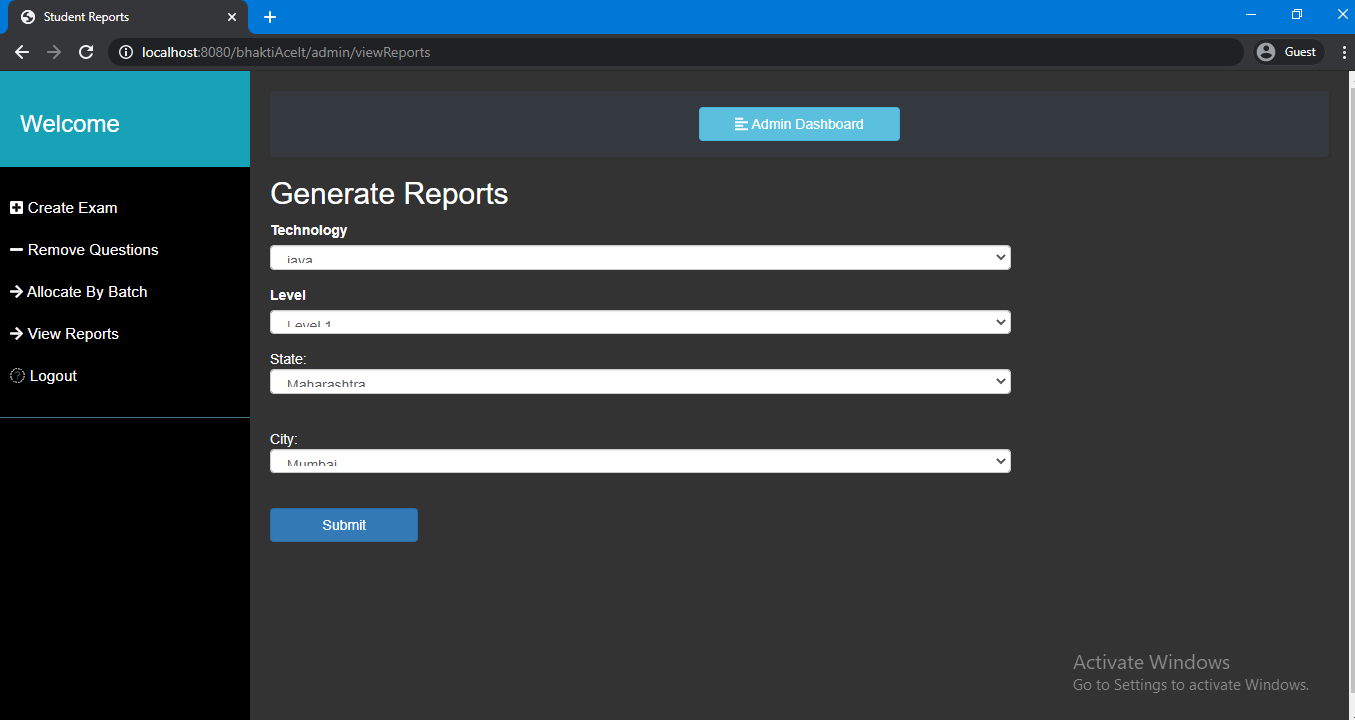 Student Reports
localhost:8080/bhaktiAceIt/admin/viewReports
Guest
Welcome
Create Exam
Remove Questions
Allocate By Batch
View Reports
Logout
Admin Dashboard
Generate Reports
Technology
java
Level
Level 1
State:
Maharashtra
City:
Mumbai
Submit
Activate Windows
Go to Settings to activate Windows.